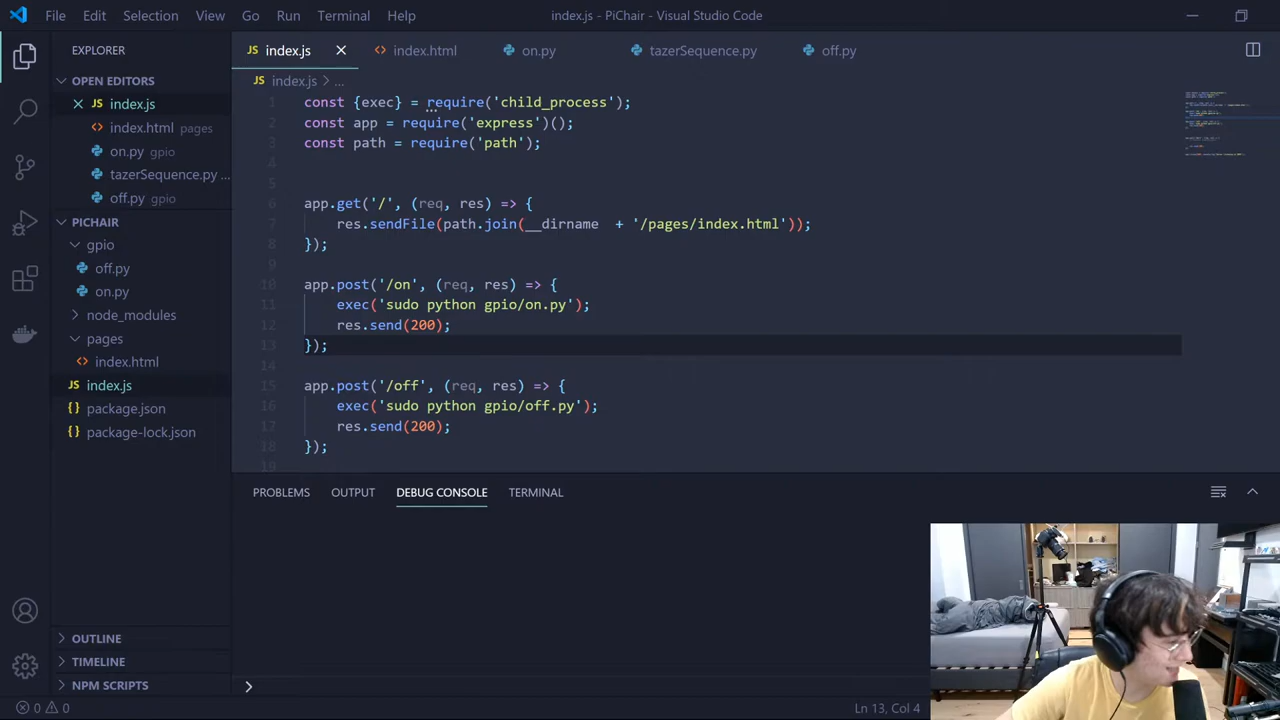 File Edit Selection View Go Run Terminal Help index.js - PiChair - Visual Studio Code
EXPLORER
OPEN EDITORS
JS index.js
<> index.html pages
on.py gpio
tazerSequence.py ...
off.py gpio
PICHAIR
gpio
off.py
on.py
node_modules
pages
<> index.html
JS index.js
{} package.json
{} package-lock.json
OUTLINE
TIMELINE
NPM SCRIPTS
JS index.js <> index.html on.py tazerSequence.py off.py
JS index.js > ...
1 const {exec} = require('child_process');
2 const app = require('express')();
3 const path = require('path');
4
5
6 app.get('/', (req, res) => {
7 res.sendFile(path.join(__dirname + '/pages/index.html'));
8 });
9
10 app.post('/on', (req, res) => {
11 exec('sudo python gpio/on.py');
12 res.send(200);
13 });
14
15 app.post('/off', (req, res) => {
16 exec('sudo python gpio/off.py');
17 res.send(200);
18 });
19
PROBLEMS OUTPUT DEBUG CONSOLE TERMINAL
>
0 0 Ln 13, Col 4